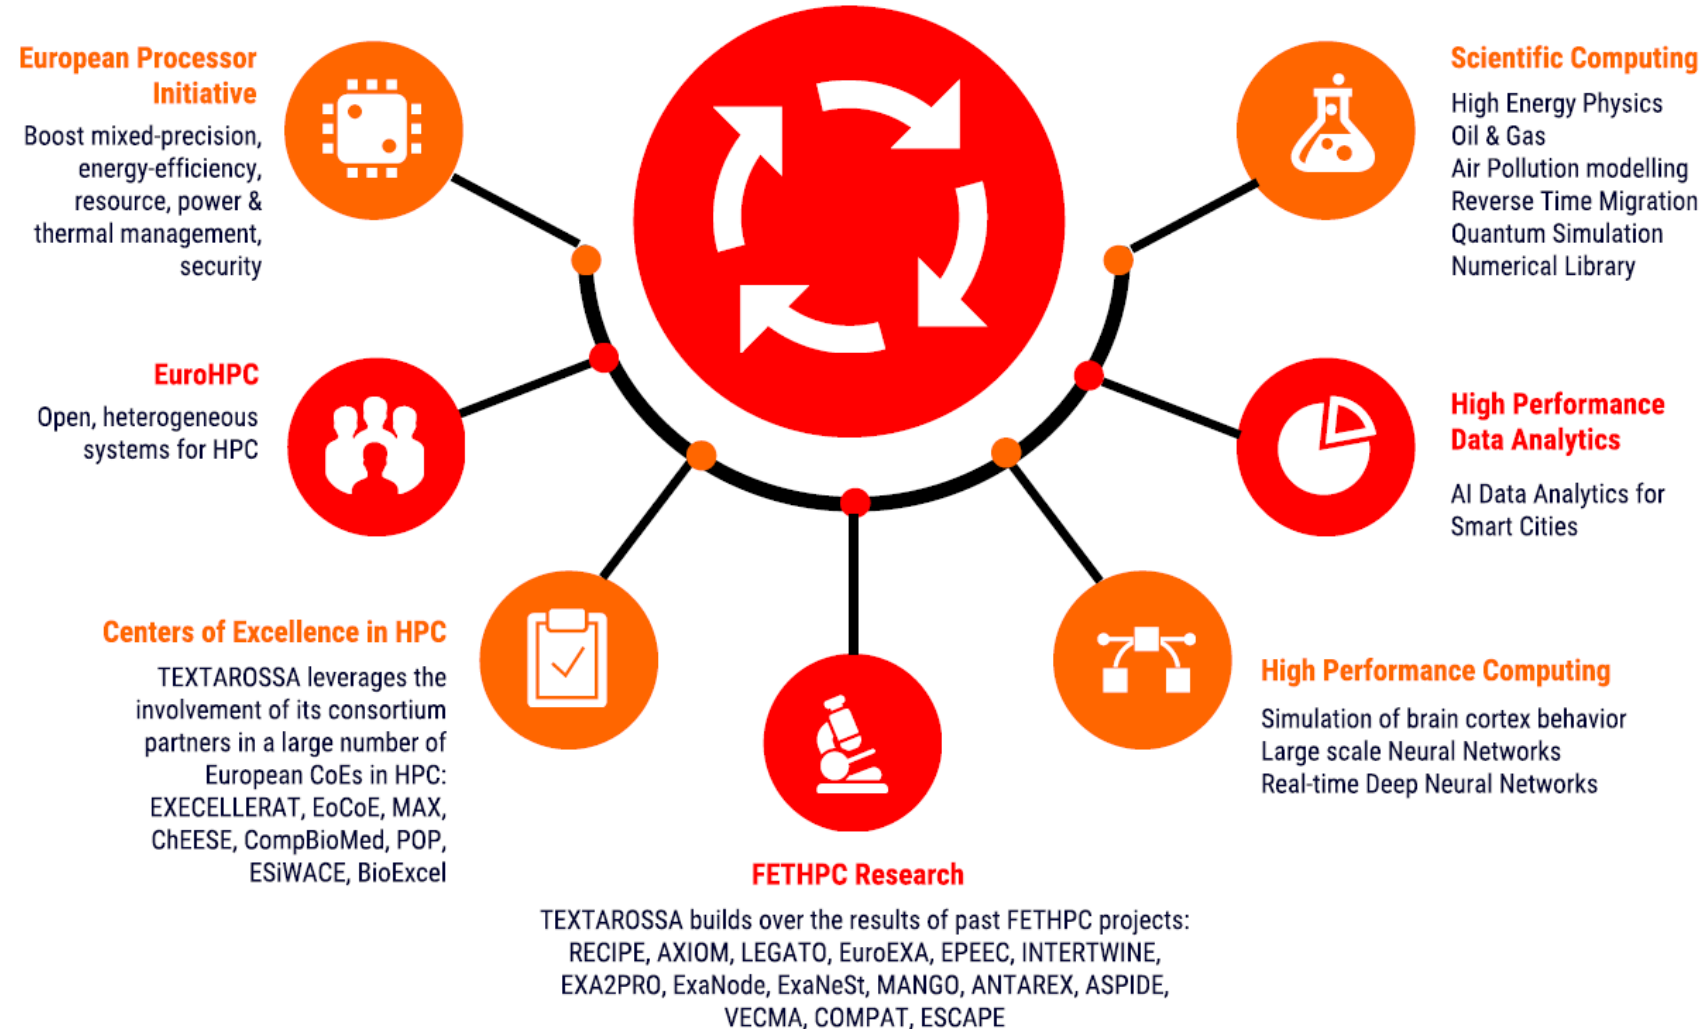 European Processor
Initiative
Boost mixed-precision,
energy-efficiency,
resource, power &
thermal management,
security
EuroHPC
Open, heterogeneous
systems for HPC
Centers of Excellence in HPC
TEXTAROSSA leverages the
involvement of its consortium
partners in a large number of
European CoEs in HPC:
EXECELLERAT, EoCoE, MAX,
ChEESE, CompBioMed, POP,
ESiWACE, BioExcel
FETHPC Research
TEXTAROSSA builds over the results of past FETHPC projects:
RECIPE, AXIOM, LEGATO, EuroEXA, EPEEC, INTERTWINE,
EXA2PRO, ExaNode, ExaNeSt, MANGO, ANTAREX, ASPIDE,
VECMA, COMPAT, ESCAPE
High Performance Computing
Simulation of brain cortex behavior
Large scale Neural Networks
Real-time Deep Neural Networks
High Performance
Data Analytics
AI Data Analytics for
Smart Cities
Scientific Computing
High Energy Physics
Oil & Gas
Air Pollution modelling
Reverse Time Migration
Quantum Simulation
Numerical Library